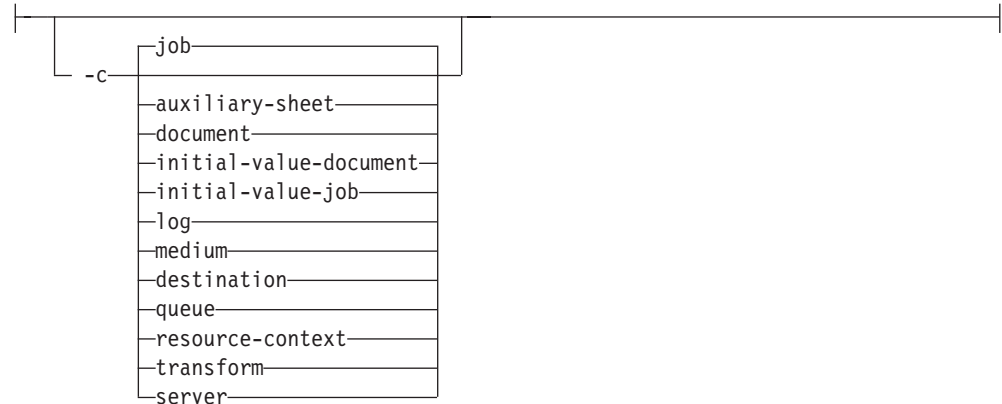 job
-c
auxiliary-sheet
document
initial-value-document
initial-value-job
log
medium
destination
queue
resource-context
transform
server